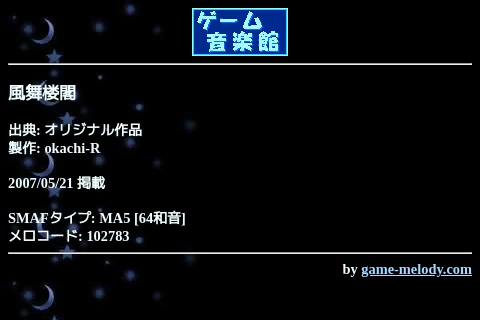 ゲーム
音楽館
風舞楼閣
出典: オリジナル作品
製作: okachi-R
2007/05/21 掲載
SMAFタイプ: MA5 [64和音]
メロコード: 102783
by game-melody.com